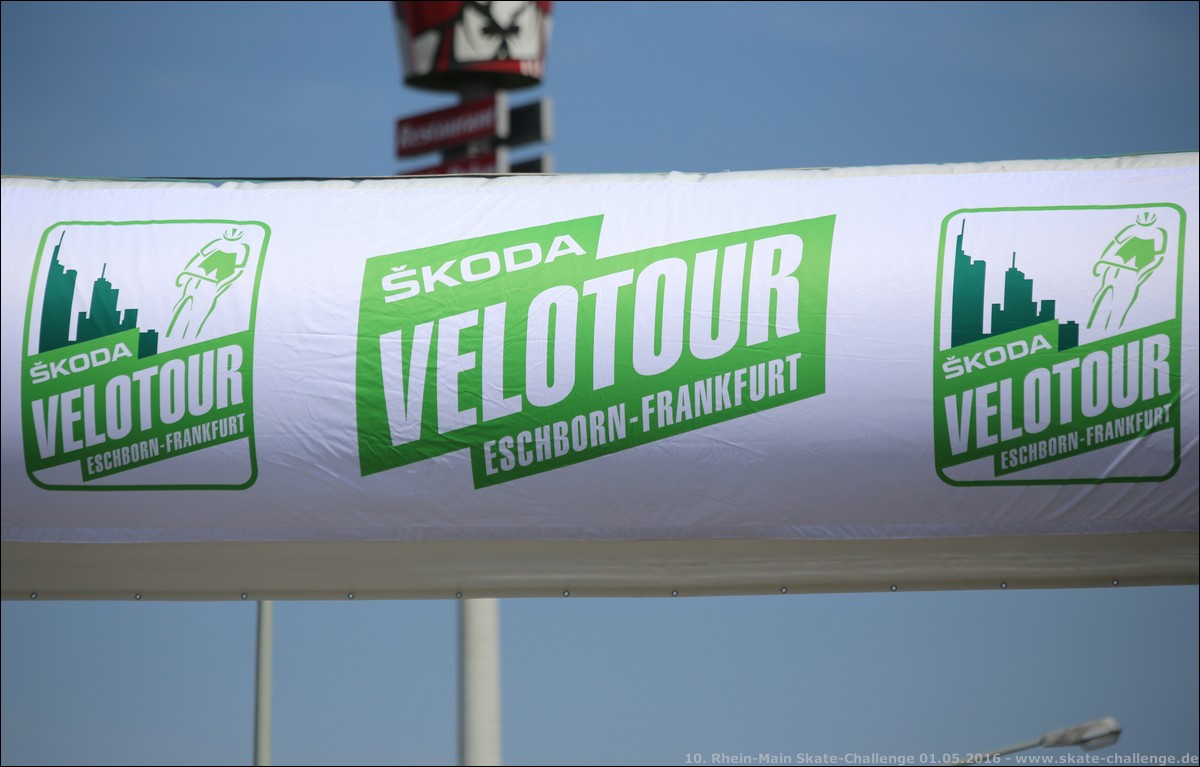 Restaurant
ŠKODA
VELOTOUR
ESCHBORN-FRANKFURT
ŠKODA
VELOTOUR
ESCHBORN-FRANKFURT
ŠKODA
VELOTOUR
ESCHBORN-FRANKFURT
10. Rhein-Main Skate-Challenge 01.05.2016 - www.skate-challenge.de